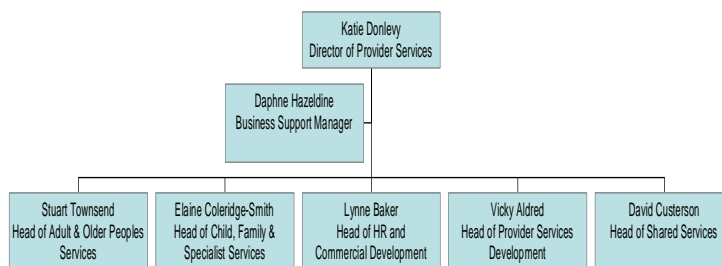 Katie Donlevy
Director of Provider Services
Daphne Hazeldine
Business Support Manager
Stuart Townsend
Head of Adult & Older Peoples
Services
Elaine Coleridge-Smith
Head of Child, Family &
Specialist Services
Lynne Baker
Head of HR and
Commercial Development
Vicky Aldred
Head of Provider Services
Development
David Custerson
Head of Shared Services